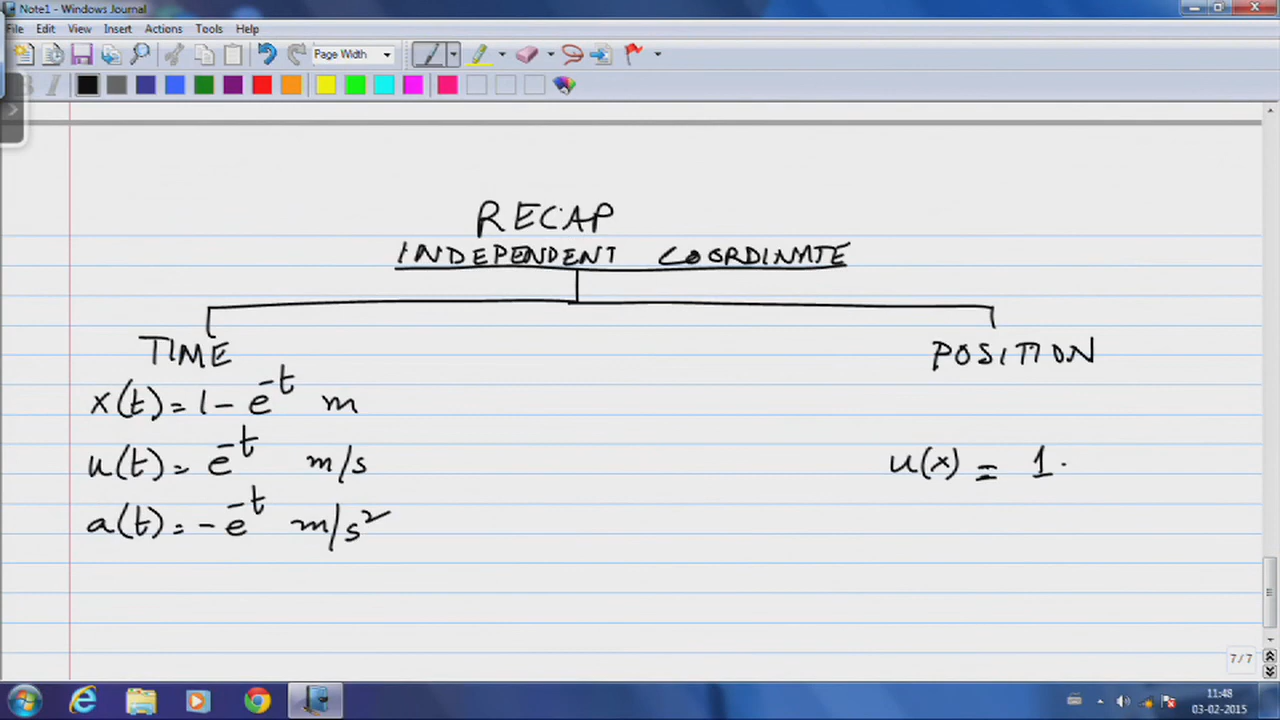 Note1 - Windows Journal
File Edit View Insert Actions Tools Help
Page Width
RECAP
INDEPENDENT COORDINATE
TIME
POSITION
x(t) = 1 - e^-t m
u(t) = e^-t m/s
u(x) = 1
a(t) = - e^-t m/s²
7/7
11:48
03-02-2015